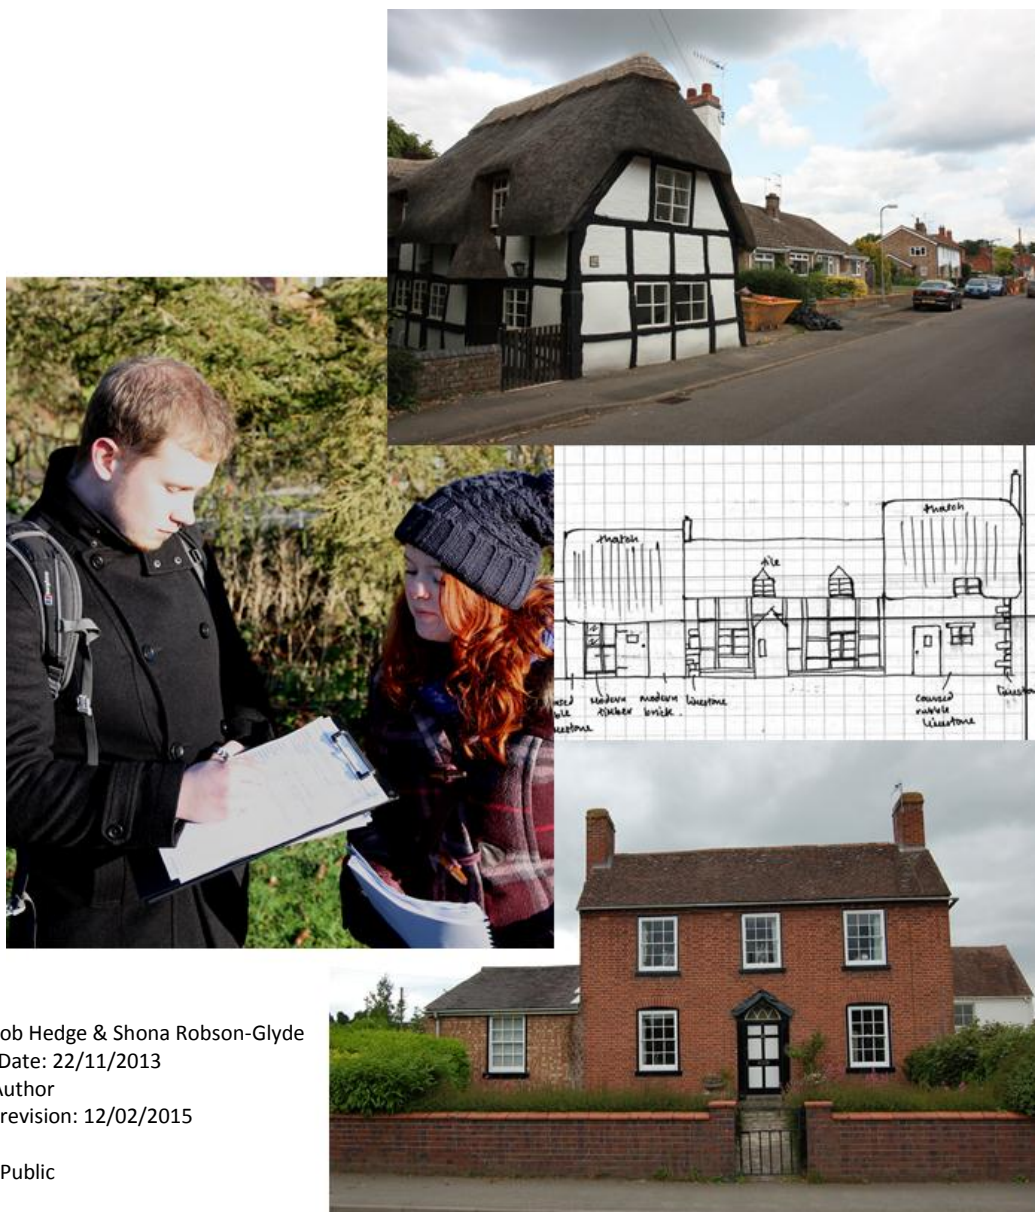 thatch
thatch
tile
modern
timber
modern
brick.
limestone
coursed
rubble
limestone
ob Hedge & Shona Robson-Glyde
Date: 22/11/2013
Author
revision: 12/02/2015
Public